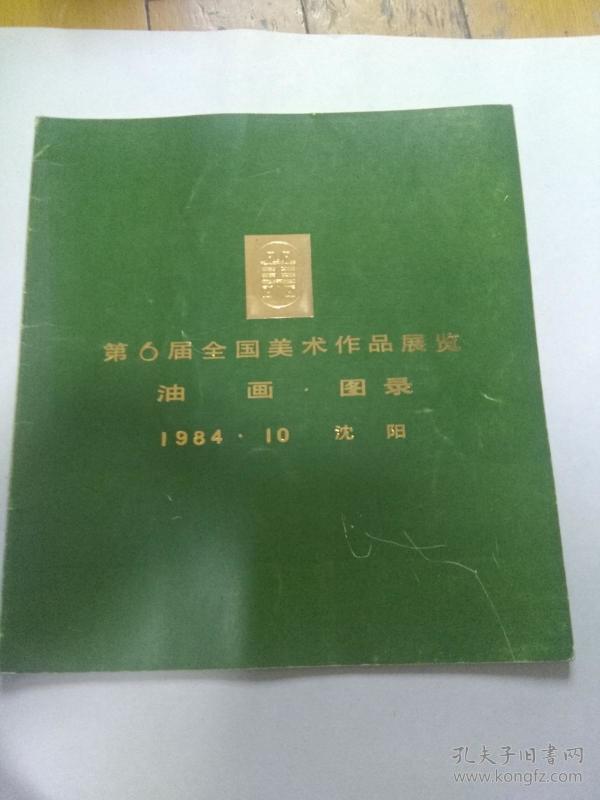 第6届全国美术作品展览
油 画 · 图录
1984 · 10 沈 阳
孔夫子旧書网
www.kongfz.com